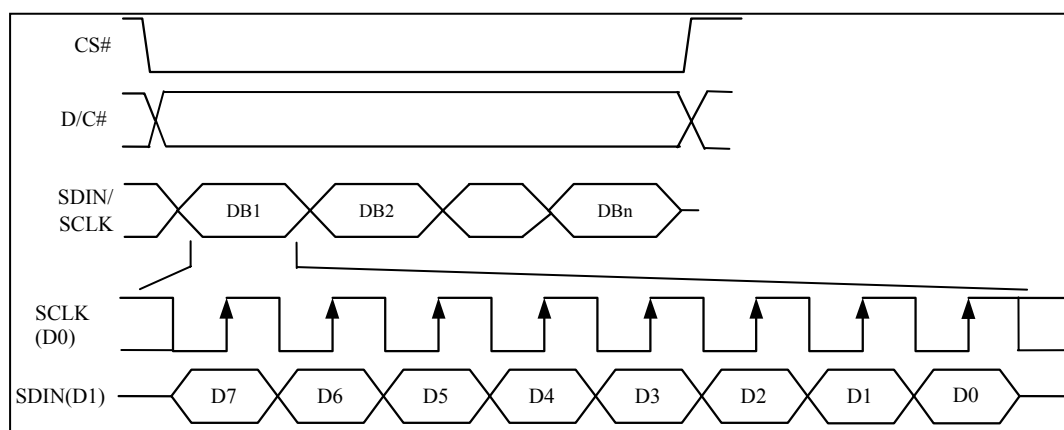 CS#
D/C#
SDIN/
SCLK
DB1 DB2 DBn
SCLK
(D0)
SDIN(D1) D7 D6 D5 D4 D3 D2 D1 D0